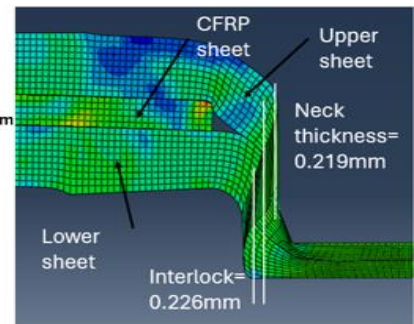 CFRP
sheet
Upper
sheet
m
Neck
thickness=
0.219mm
Lower
sheet
Interlock=
0.226mm